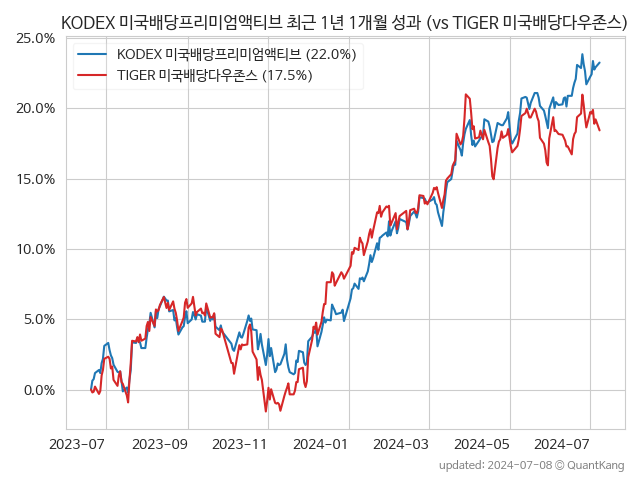 KODEX 미국배당프리미엄액티브 최근 1년 1개월 성과 (vs TIGER 미국배당다우존스)
KODEX 미국배당프리미엄액티브 (22.0%)
TIGER 미국배당다우존스 (17.5%)
25.0%
20.0%
15.0%
10.0%
5.0%
0.0%
2023-07 2023-09 2023-11 2024-01 2024-03 2024-05 2024-07
updated: 2024-07-08 © QuantKang